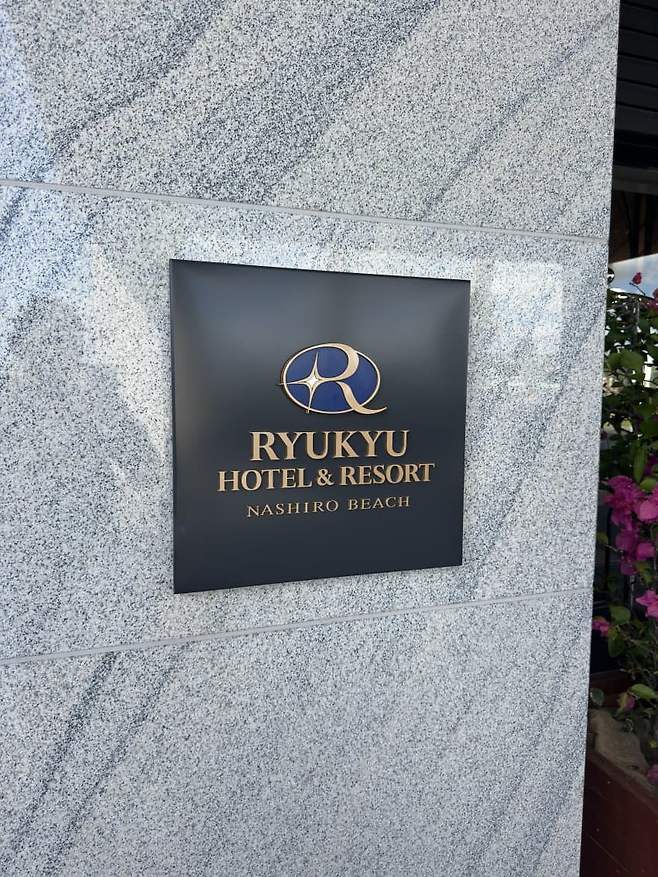 R
RYUKYU
HOTEL & RESORT
NASHIRO BEACH